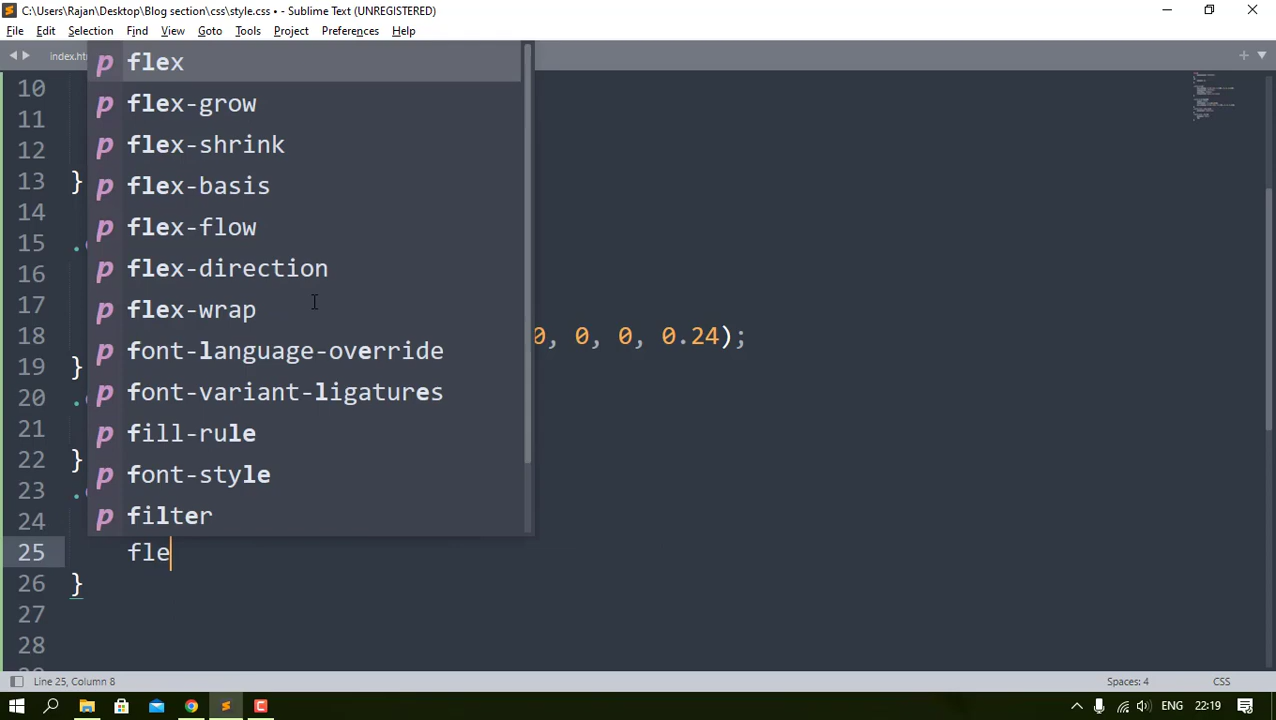 C:\Users\Rajan\Desktop\Blog section\css\style.css • - Sublime Text (UNREGISTERED)
File Edit Selection Find View Goto Tools Project Preferences Help
p flex
10
p flex-grow
11
p flex-shrink
12
13 }
p flex-basis
14
p flex-flow
15 .
16
p flex-direction
17
p flex-wrap
18 0, 0, 0, 0.24);
p font-language-override
19 }
20 .
p font-variant-ligatures
21
p fill-rule
22 }
p font-style
23 .
24
p filter
25 fle
26 }
27
28
Line 25, Column 8 Spaces: 4 CSS
ENG 22:19